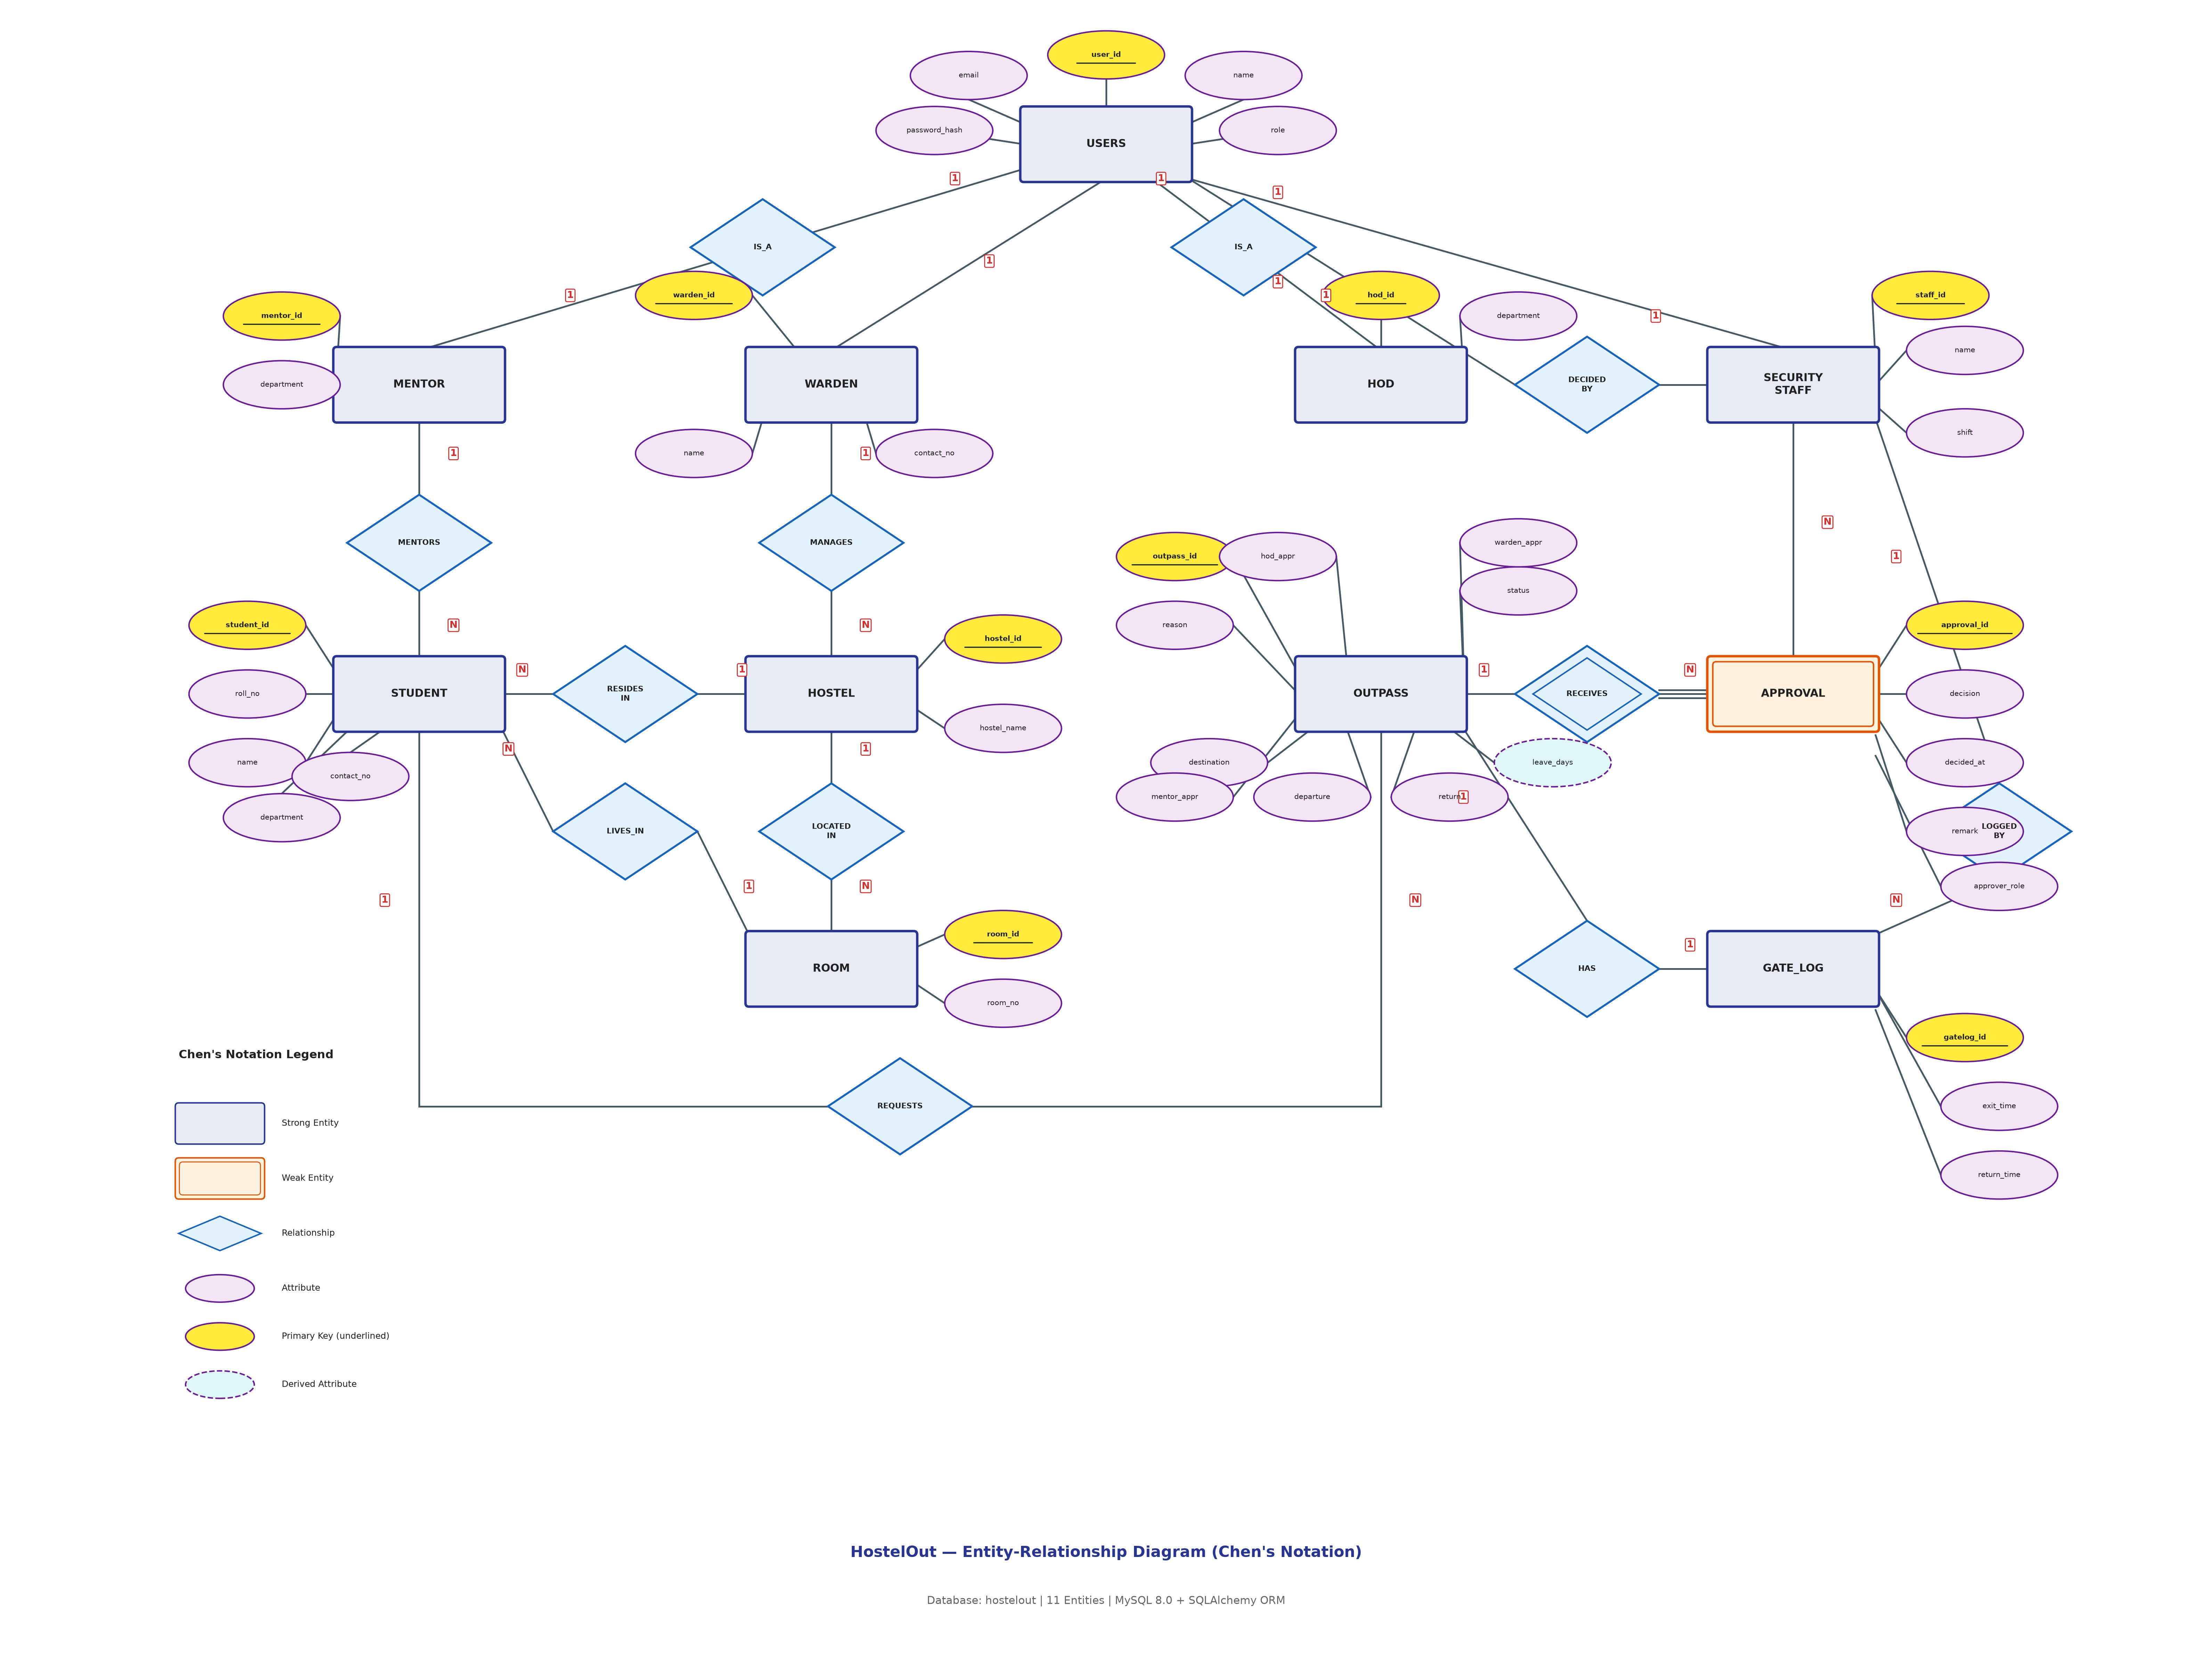 user_id
email
name
password_hash
role
USERS
1
1
1
IS_A
IS_A
1
1
1
1
1
warden_id
hod_id
staff_id
mentor_id
department
name
department
MENTOR
WARDEN
HOD
DECIDED
BY
SECURITY
STAFF
shift
1
name
1
contact_no
N
MENTORS
MANAGES
warden_appr
outpass_id
hod_appr
1
status
student_id
N
N
hostel_id
reason
approval_id
N
1
1
N
roll_no
STUDENT
RESIDES
IN
HOSTEL
OUTPASS
RECEIVES
APPROVAL
decision
hostel_name
N
1
name
contact_no
destination
leave_days
decided_at
mentor_appr
departure
return
1
department
LIVES_IN
LOCATED
IN
remark
LOGGED
BY
1
N
approver_role
1
N
N
room_id
1
ROOM
HAS
GATE_LOG
room_no
gatelog_id
Chen's Notation Legend
REQUESTS
exit_time
Strong Entity
return_time
Weak Entity
Relationship
Attribute
Primary Key (underlined)
Derived Attribute
HostelOut — Entity-Relationship Diagram (Chen's Notation)
Database: hostelout | 11 Entities | MySQL 8.0 + SQLAlchemy ORM